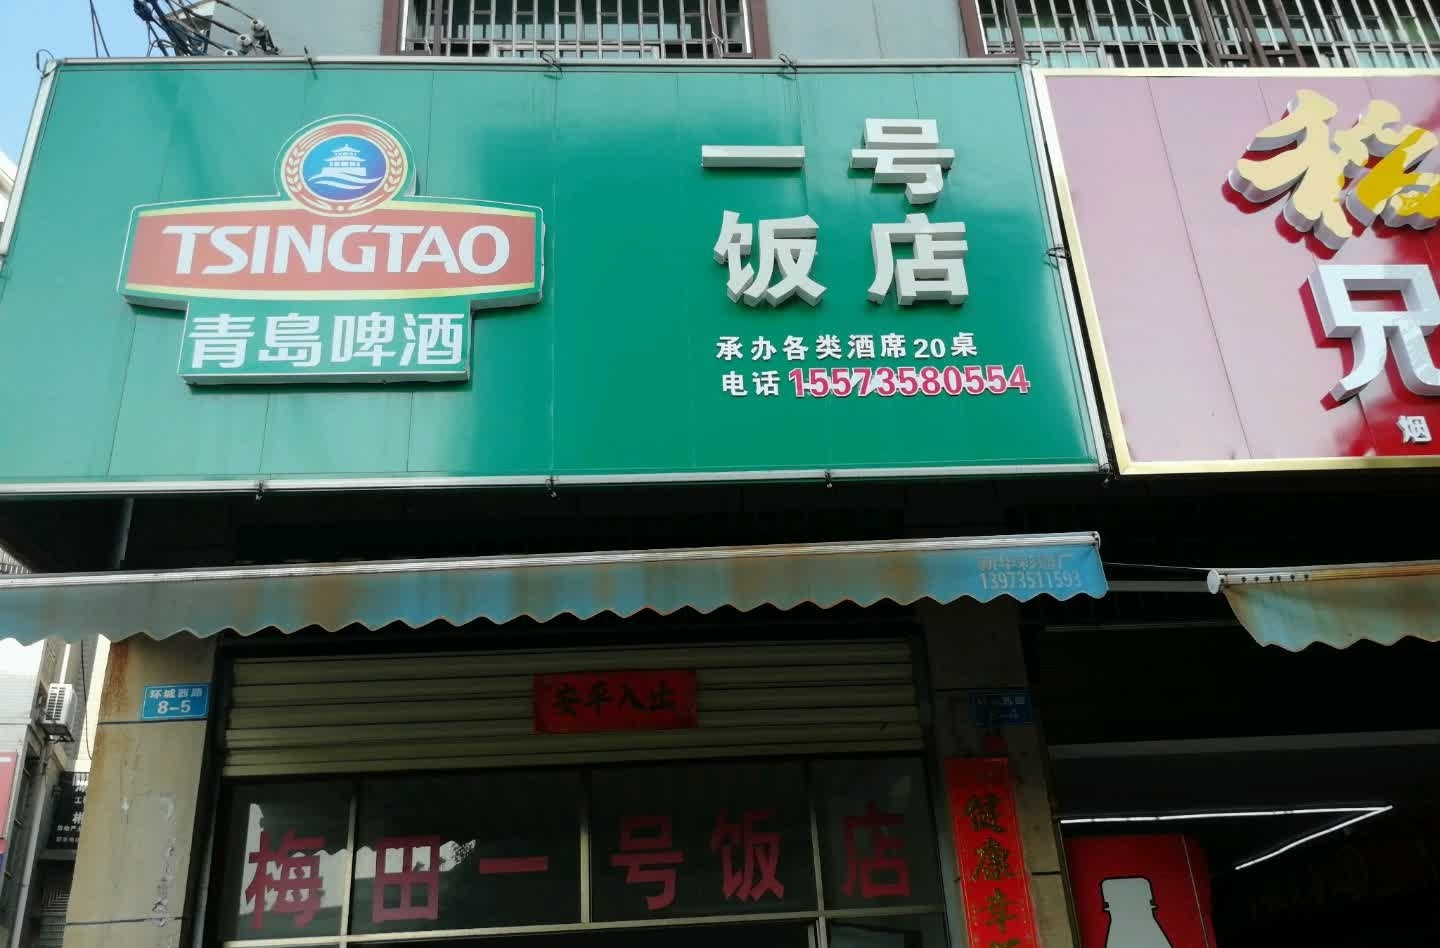 TSINGTAO
青島啤酒
一号
饭店
承办各类酒席20桌
电话 15573580554
兄
烟
13973511593
环城西路
8-5
安平入出
梅田一号饭店
健康幸